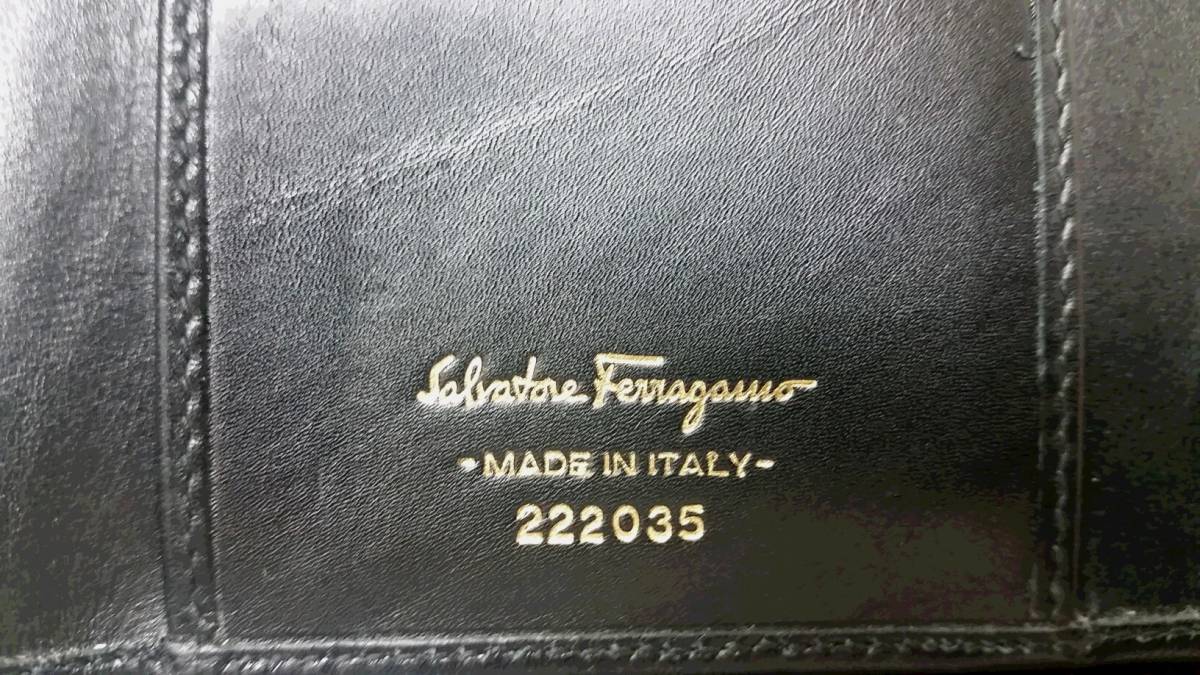 Salvatore Ferragamo
-MADE IN ITALY-
222035